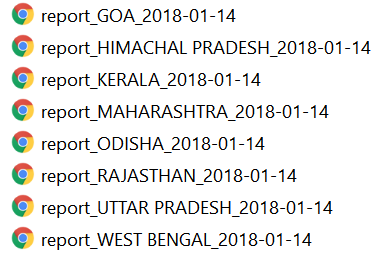 report_GOA_2018-01-14
report_HIMACHAL PRADESH_2018-01-14
report_KERALA_2018-01-14
report_MAHARASHTRA_2018-01-14
report_ODISHA_2018-01-14
report_RAJASTHAN_2018-01-14
report_UTTAR PRADESH_2018-01-14
report_WEST BENGAL_2018-01-14